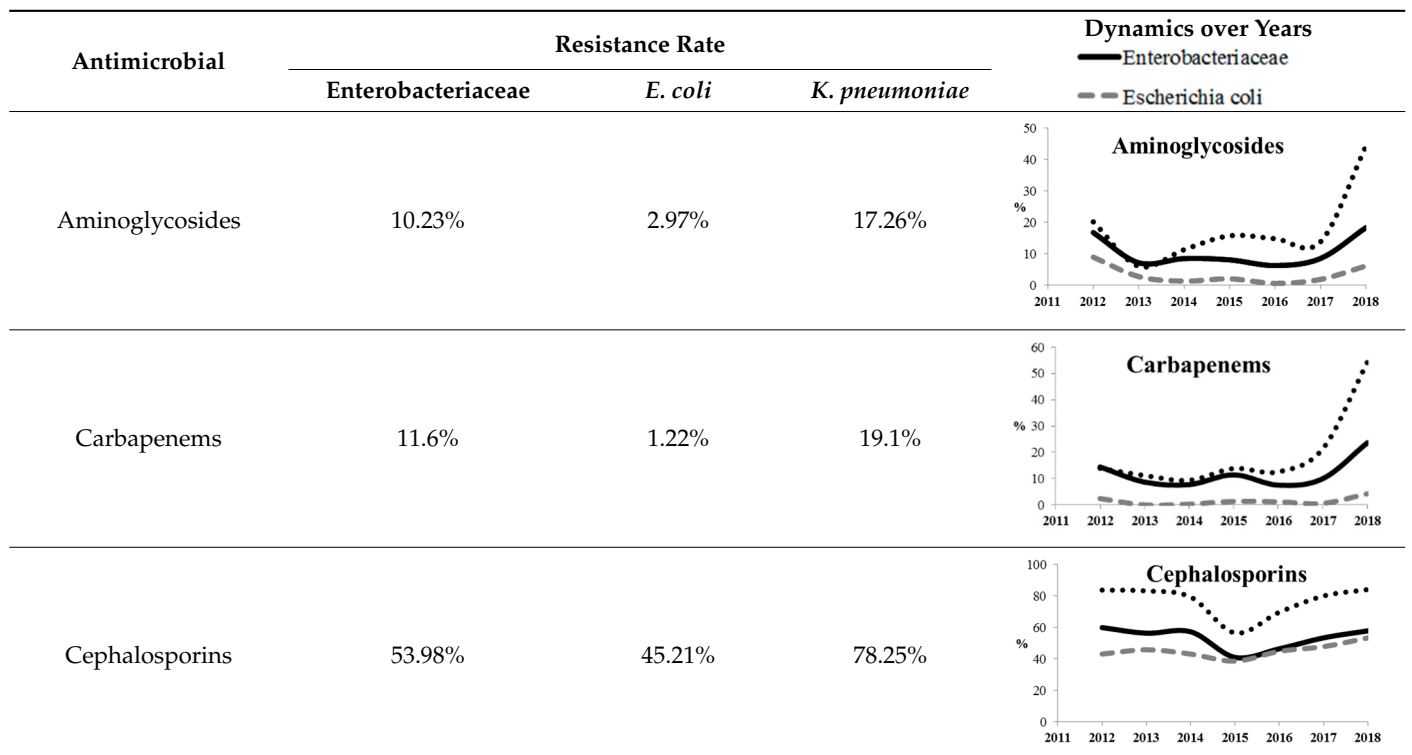 Antimicrobial
Resistance Rate
Dynamics over Years
Enterobacteriaceae
Escherichia coli
Enterobacteriaceae E. coli K. pneumoniae
Aminoglycosides 10.23% 2.97% 17.26%
Aminoglycosides
50
40
30
%
20
10
0
2011 2012 2013 2014 2015 2016 2017 2018
Carbapenems 11.6% 1.22% 19.1%
Carbapenems
60
50
40
% 30
20
10
0
2011 2012 2013 2014 2015 2016 2017 2018
Cephalosporins 53.98% 45.21% 78.25%
Cephalosporins
100
80
60
%
40
20
0
2011 2012 2013 2014 2015 2016 2017 2018